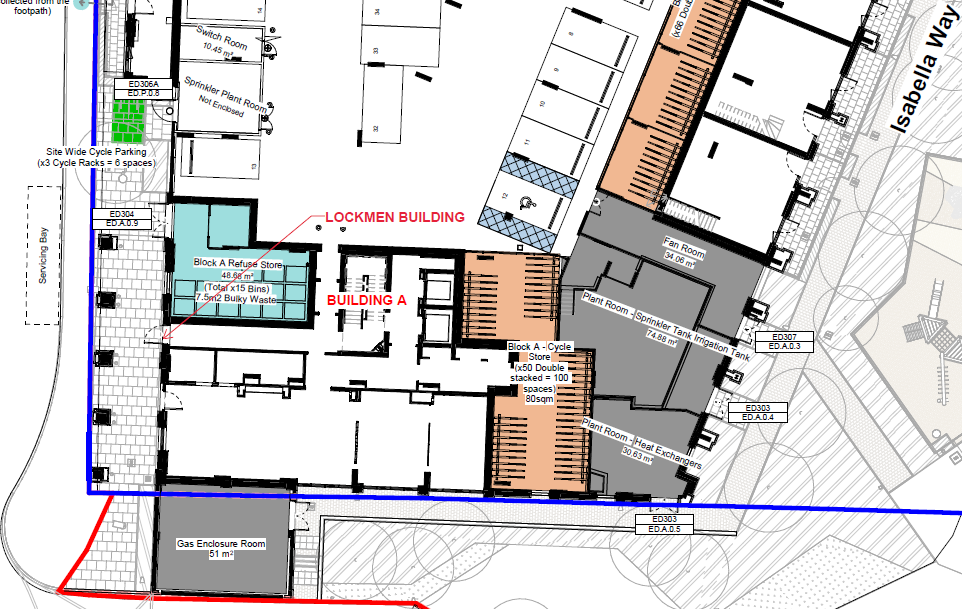 ollected from the
footpath)
14
Switch Room
10.45 m²
Sprinkler Plant Room
Not Enclosed
13
34
33
32
8
9
10
11
12
(x66 Doub
Isabella Way
ED306A
ED.P.0.8
Site Wide Cycle Parking
(x3 Cycle Racks = 6 spaces)
ED304
ED.A.0.9
LOCKMEN BUILDING
Servicing Bay
Block A Refuse Store
48.68 m²
(Total x15 Bins)
7.5m2 Bulky Waste
BUILDING A
Fan Room
34.06 m²
Plant Room - Sprinkler Tank Irrigation Tank
74.88 m²
ED307
ED.A.0.3
Block A - Cycle
Store
(x50 Double
stacked = 100
spaces)
80sqm
ED303
ED.A.0.4
Plant Room - Heat Exchangers
30.63 m²
ED303
ED.A.0.5
Gas Enclosure Room
51 m²